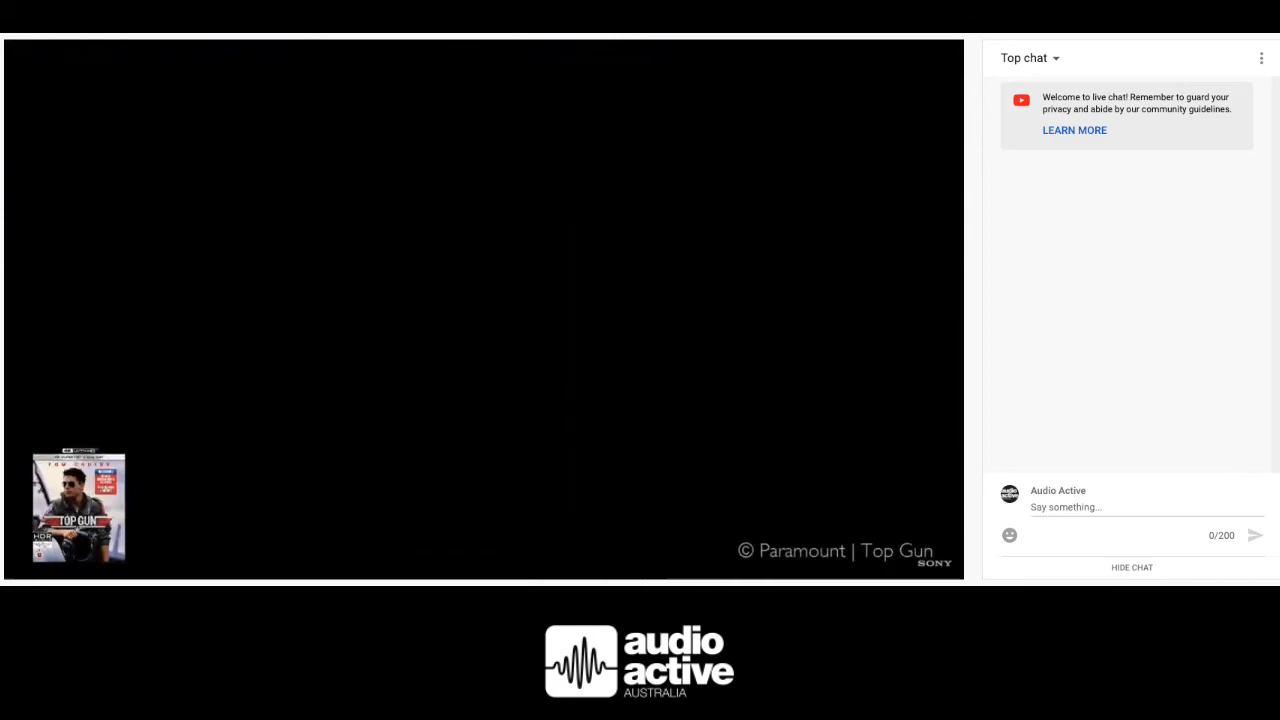 Top chat
Welcome to live chat! Remember to guard your
privacy and abide by our community guidelines.
LEARN MORE
TOM CRUISE
TOP GUN
HDR
© Paramount | Top Gun
SONY
Audio Active
Say something...
0/200
HIDE CHAT
audio
active
AUSTRALIA